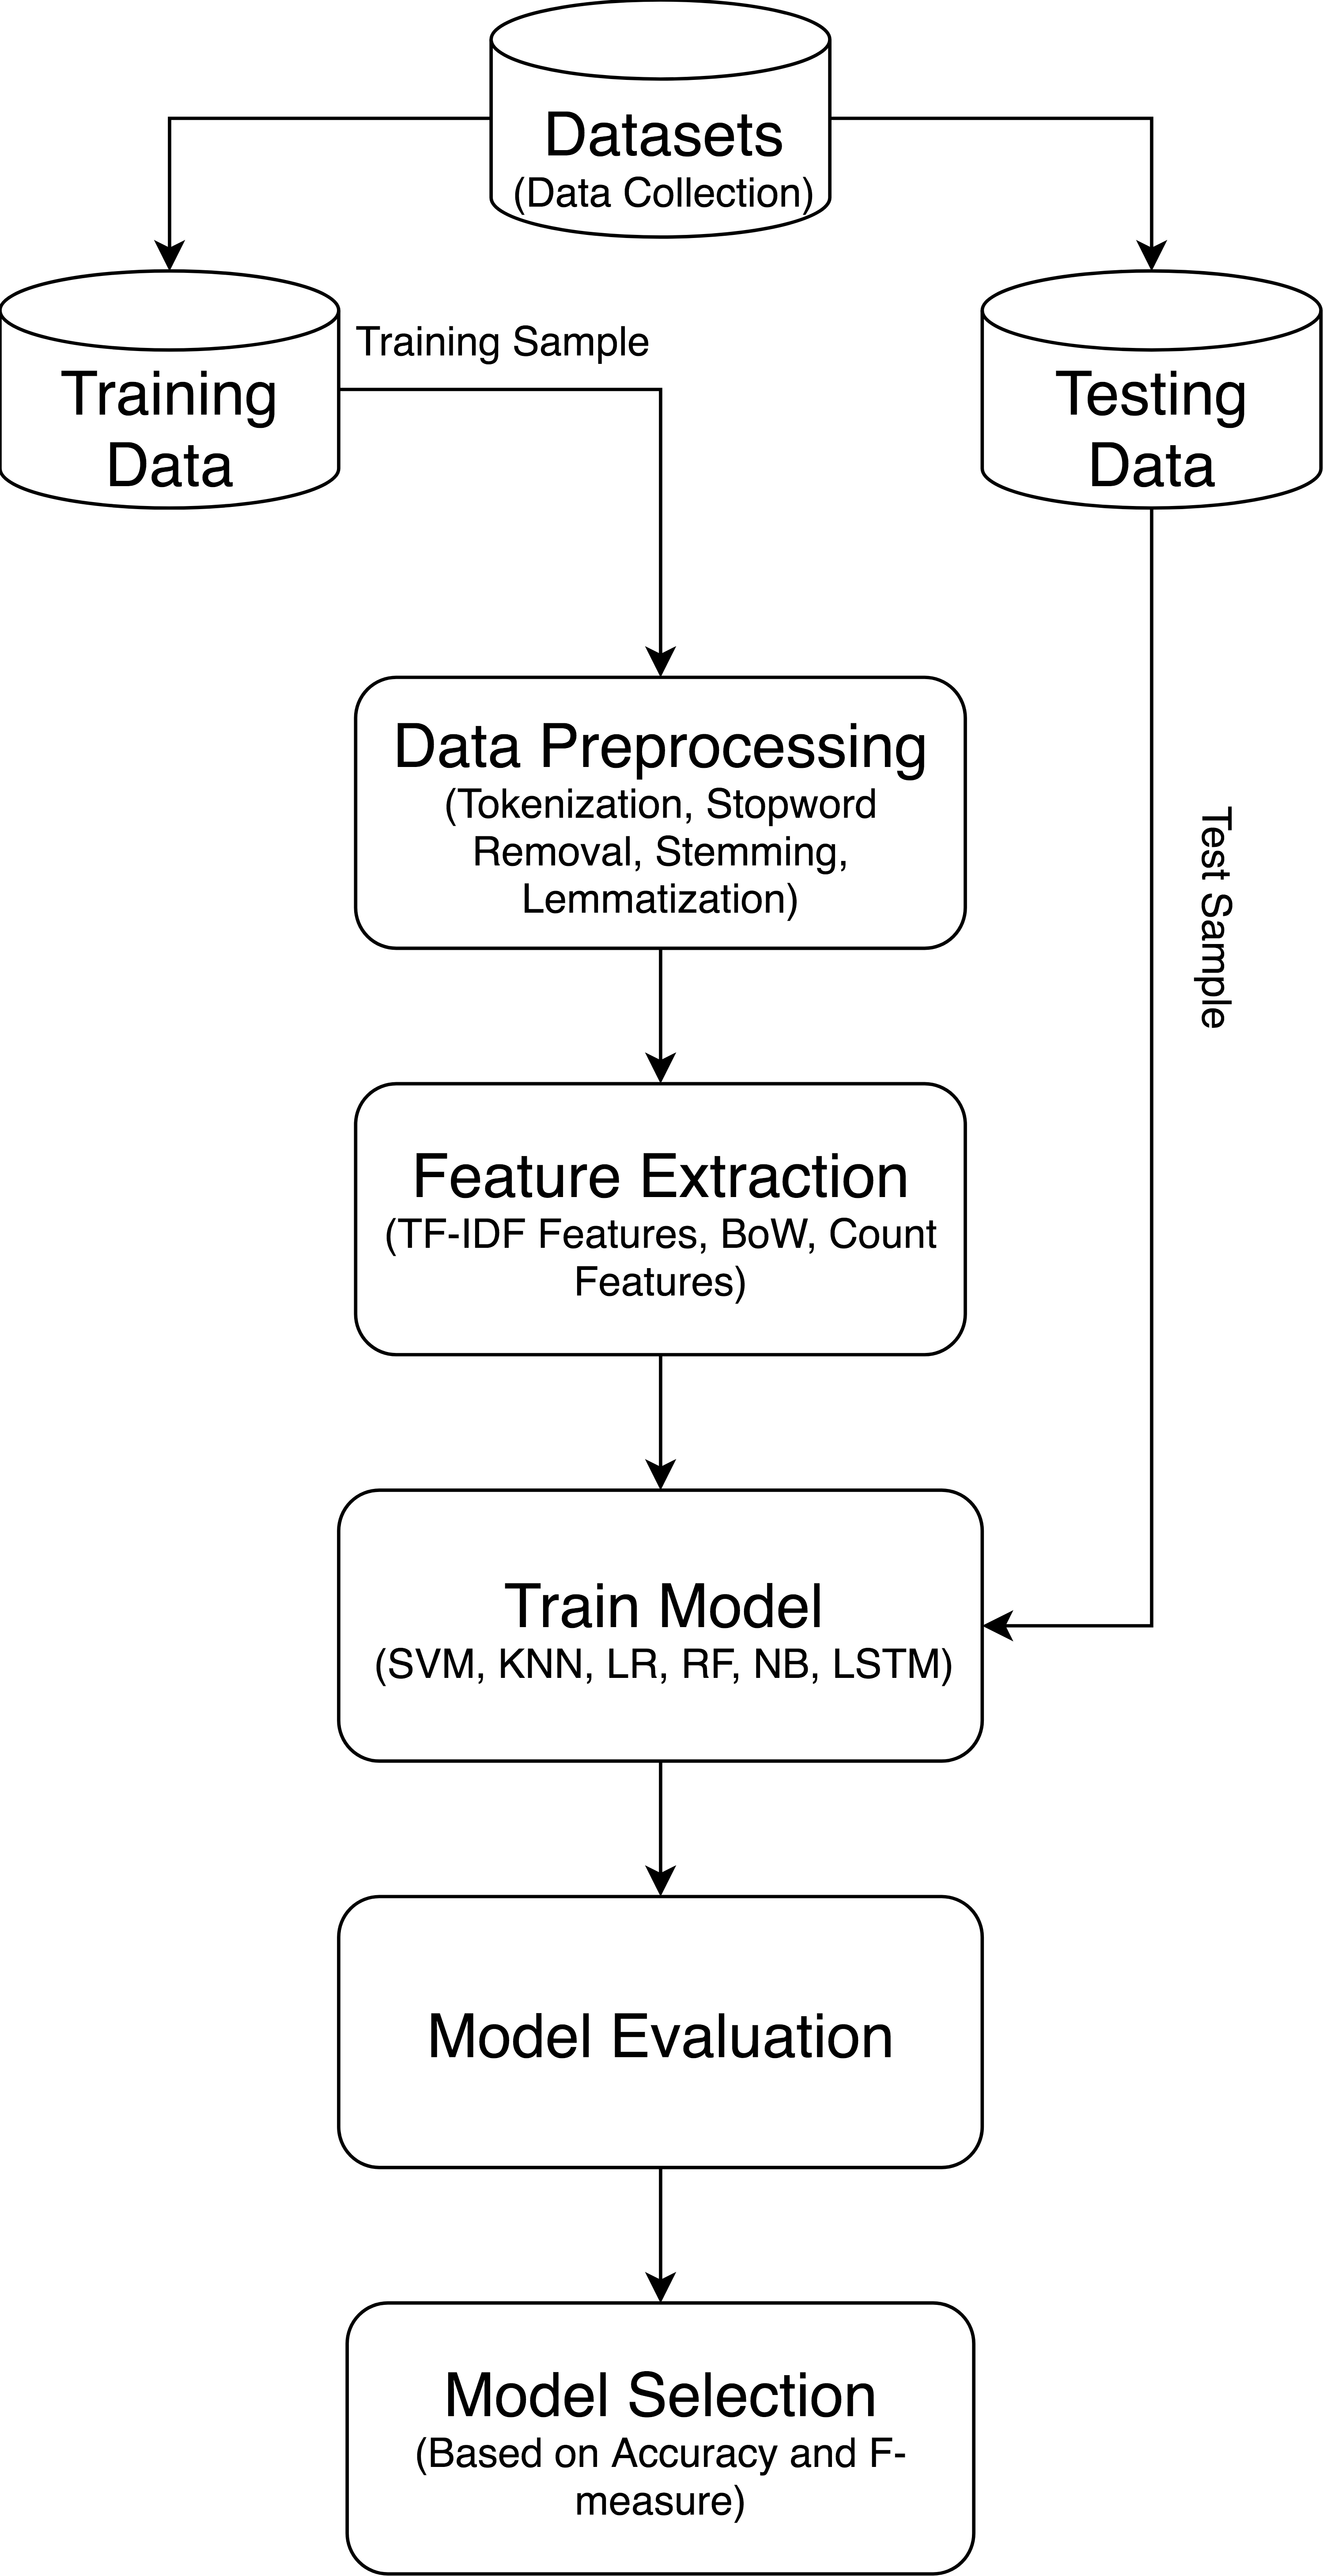 Datasets
(Data Collection)
Training Sample
Training
Data
Testing
Data
Data Preprocessing
(Tokenization, Stopword
Removal, Stemming,
Lemmatization)
Test Sample
Feature Extraction
(TF-IDF Features, BoW, Count
Features)
Train Model
(SVM, KNN, LR, RF, NB, LSTM)
Model Evaluation
Model Selection
(Based on Accuracy and F-
measure)